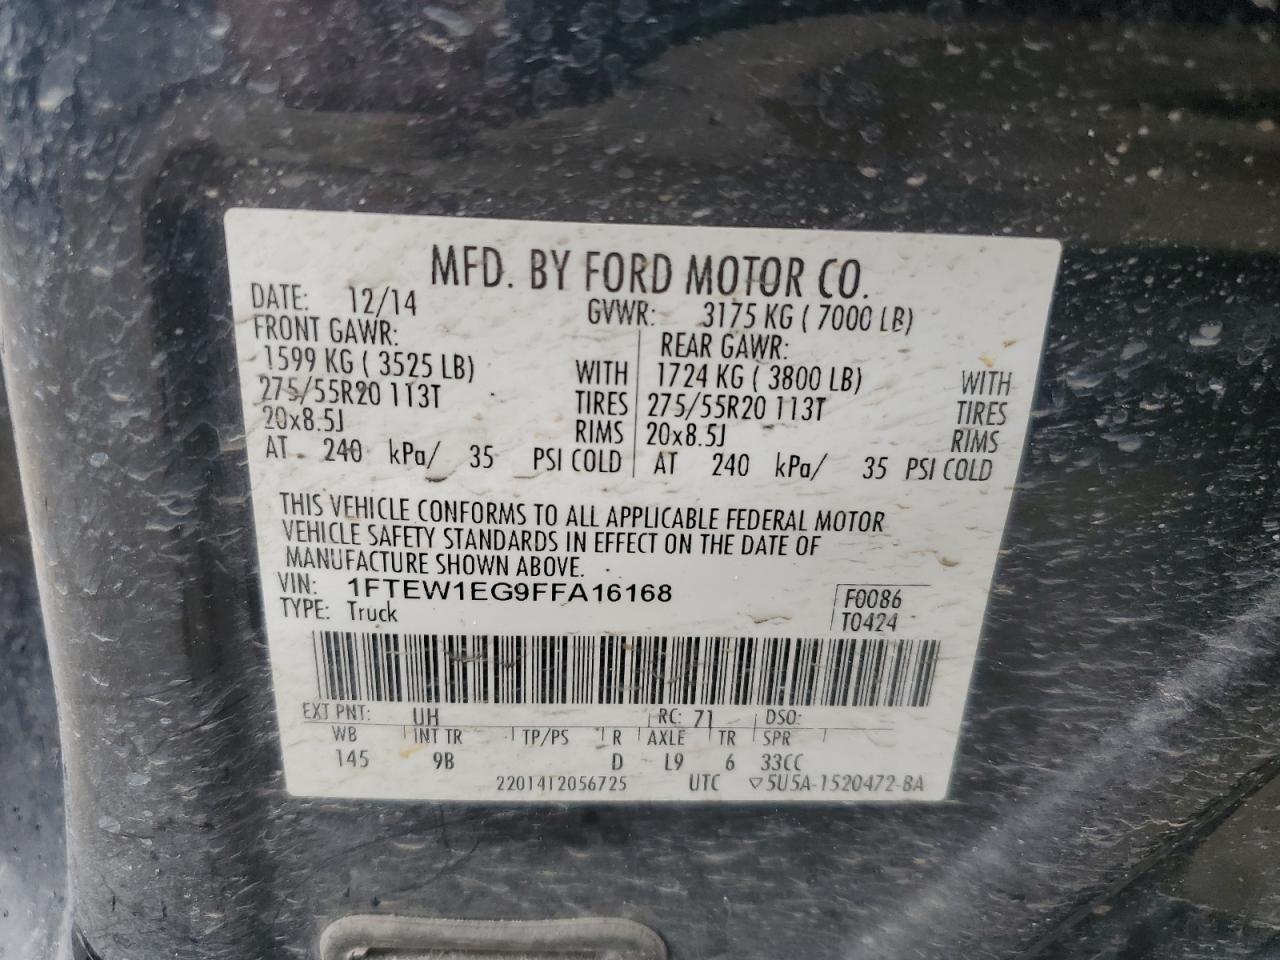 MFD. BY FORD MOTOR CO.
DATE: 12/14 GVWR: 3175 KG ( 7000 LB)
FRONT GAWR: REAR GAWR:
1599 KG ( 3525 LB) WITH 1724 KG ( 3800 LB) WITH
275/55R20 113T TIRES 275/55R20 113T TIRES
20x8.5J RIMS 20x8.5J RIMS
AT 240 kPa/ 35 PSI COLD AT 240 kPa/ 35 PSI COLD
THIS VEHICLE CONFORMS TO ALL APPLICABLE FEDERAL MOTOR
VEHICLE SAFETY STANDARDS IN EFFECT ON THE DATE OF
MANUFACTURE SHOWN ABOVE.
VIN: 1FTEW1EG9FFA16168 F0086
TYPE: Truck T0424
EXT PNT: UH RC: 71 DSO:
WB INT TR TP/PS R AXLE TR SPR
145 9B D L9 6 33CC
2201412056725 UTC ▽5U5A-1520472-BA